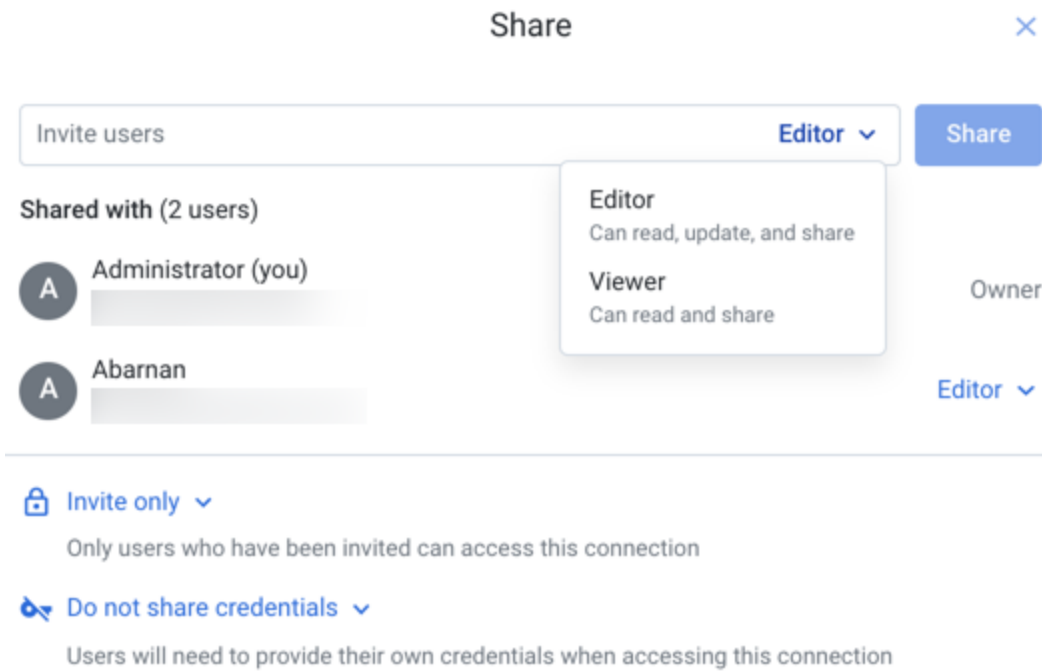 Share
Invite users Editor Share
Editor
Can read, update, and share
Viewer
Can read and share
Shared with (2 users)
A Administrator (you) Owner
A Abarnan Editor
Invite only
Only users who have been invited can access this connection
Do not share credentials
Users will need to provide their own credentials when accessing this connection